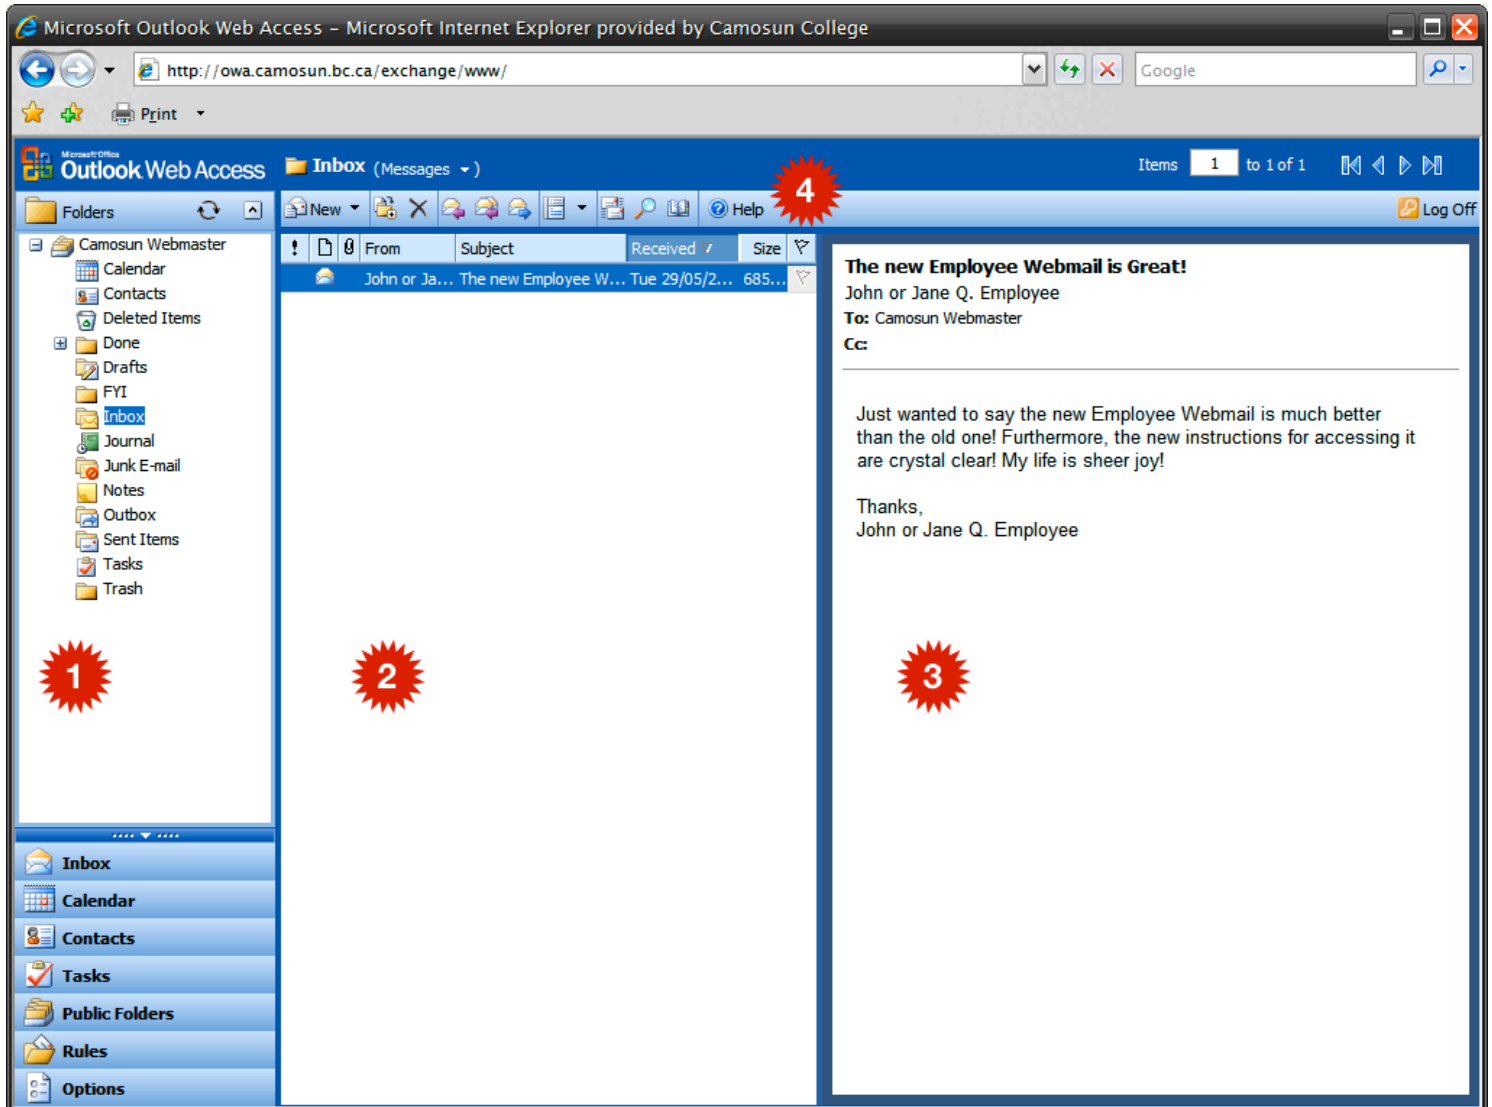 Microsoft Outlook Web Access – Microsoft Internet Explorer provided by Camosun College
http://owa.camosun.bc.ca/exchange/www/
Google
Print
Microsoft Office
Outlook Web Access
Inbox (Messages )
Items 1 to 1 of 1
4
Folders
New
Help
Log Off
Camosun Webmaster
Calendar
Contacts
Deleted Items
Done
Drafts
FYI
Inbox
Journal
Junk E-mail
Notes
Outbox
Sent Items
Tasks
Trash
1
Inbox
Calendar
Contacts
Tasks
Public Folders
Rules
Options
! From Subject Received Size
John or Ja... The new Employee W... Tue 29/05/2... 685...
2
The new Employee Webmail is Great!
John or Jane Q. Employee
To: Camosun Webmaster
Cc:
Just wanted to say the new Employee Webmail is much better
than the old one! Furthermore, the new instructions for accessing it
are crystal clear! My life is sheer joy!
Thanks,
John or Jane Q. Employee
3